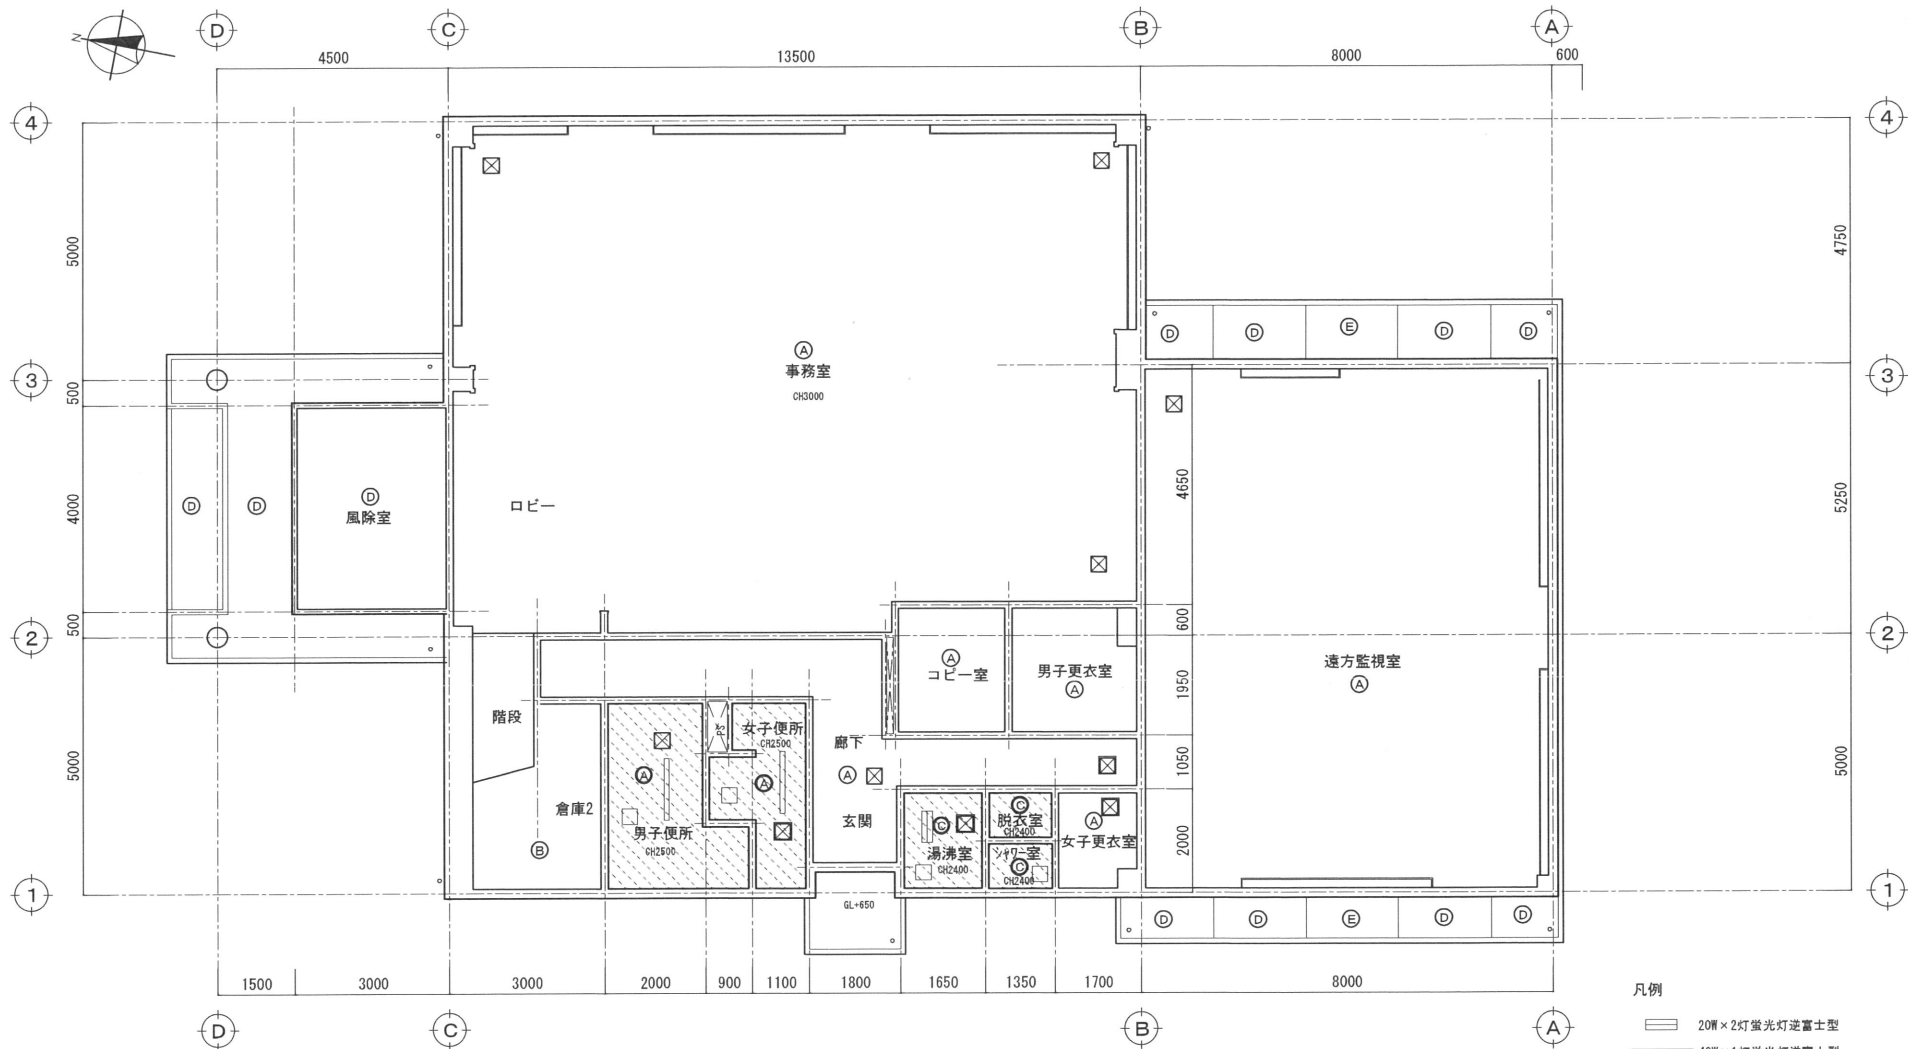 N
D
C
B
A
4500
13500
8000
600
4
4
5000
4750
D
D
E
D
D
A
事務室
CH3000
3
3
500
4000
D
D
D
風除室
ロビー
4650
5250
500
600
2
2
遠方監視室
A
A
コピー室
男子更衣室
A
1950
階段
PS
女子便所
CH2500
廊下
A
A
A
1050
5000
5000
倉庫2
男子便所
CH2500
B
玄関
C
湯沸室
CH2400
C
脱衣室
CH2400
シャワー室
C
CH2400
A
女子更衣室
2000
1
1
GL+650
D
D
E
D
D
1500
3000
3000
2000
900
1100
1800
1650
1350
1700
8000
D
C
B
A
凡例
20W×2灯蛍光灯逆富士型